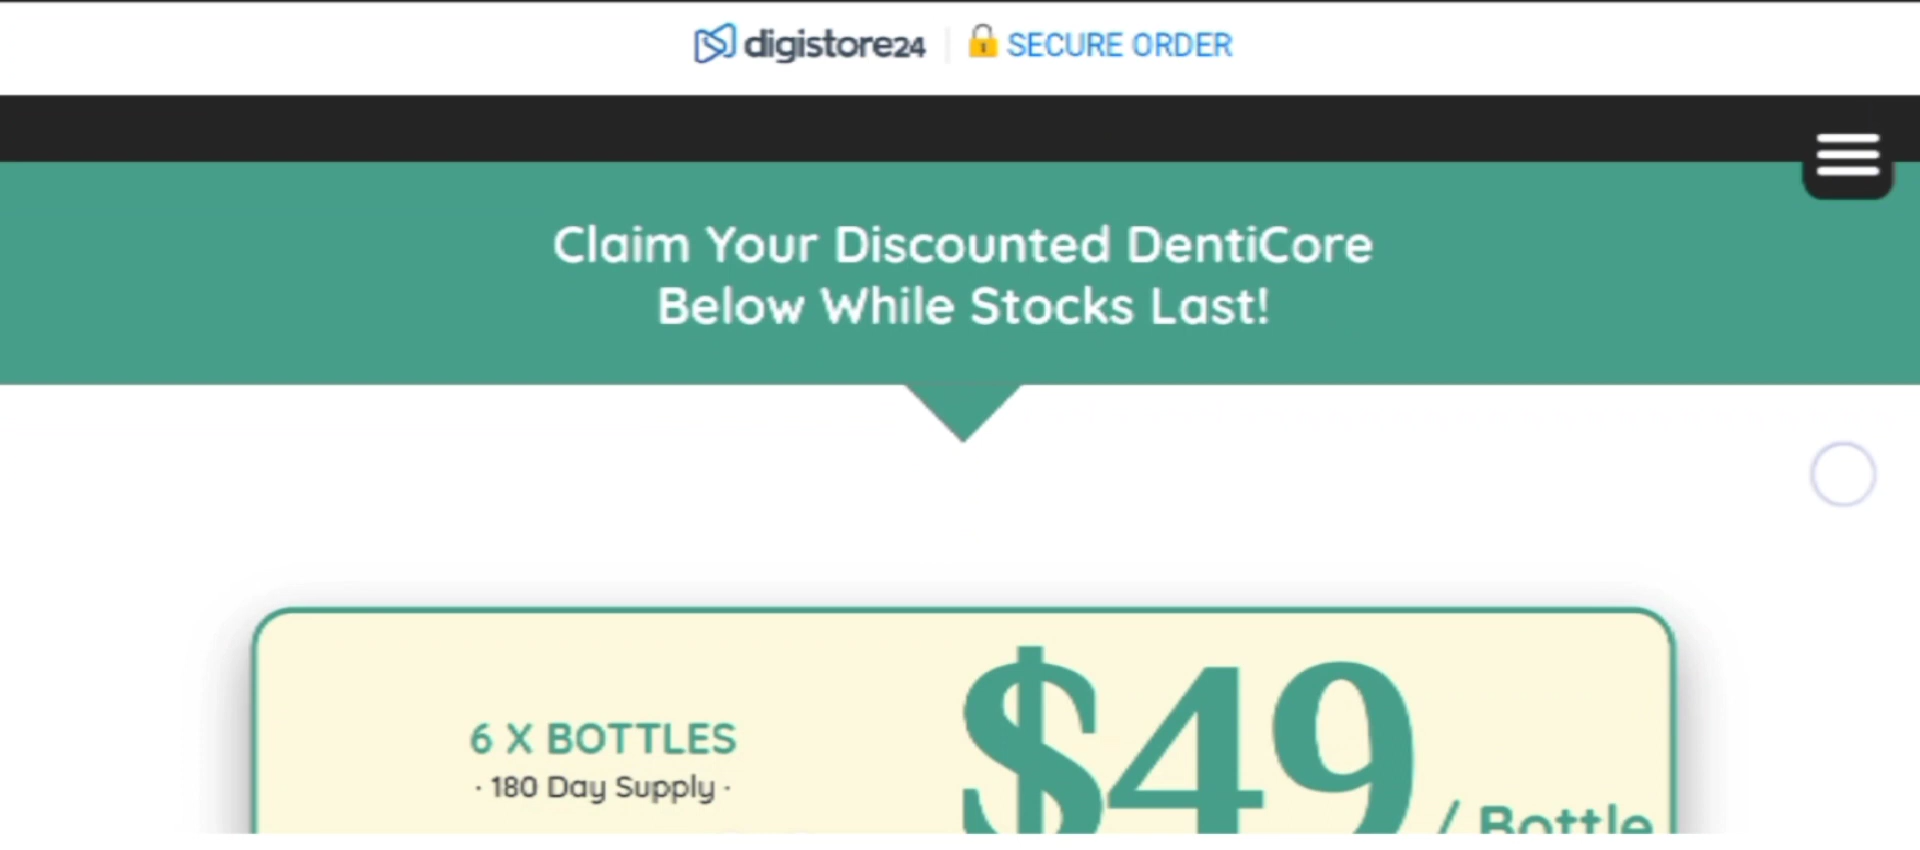 digistore24 SECURE ORDER
Claim Your Discounted DentiCore
Below While Stocks Last!
6 X BOTTLES
· 180 Day Supply ·
$49 / Bottle